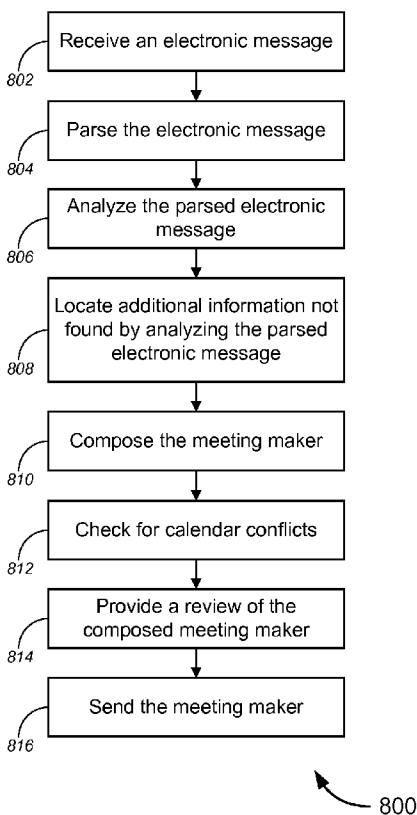 Receive an electronic message
802
Parse the electronic message
804
Analyze the parsed electronic
message
806
Locate additional information not
found by analyzing the parsed
electronic message
808
Compose the meeting maker
810
Check for calendar conflicts
812
Provide a review of the
composed meeting maker
814
Send the meeting maker
816
800